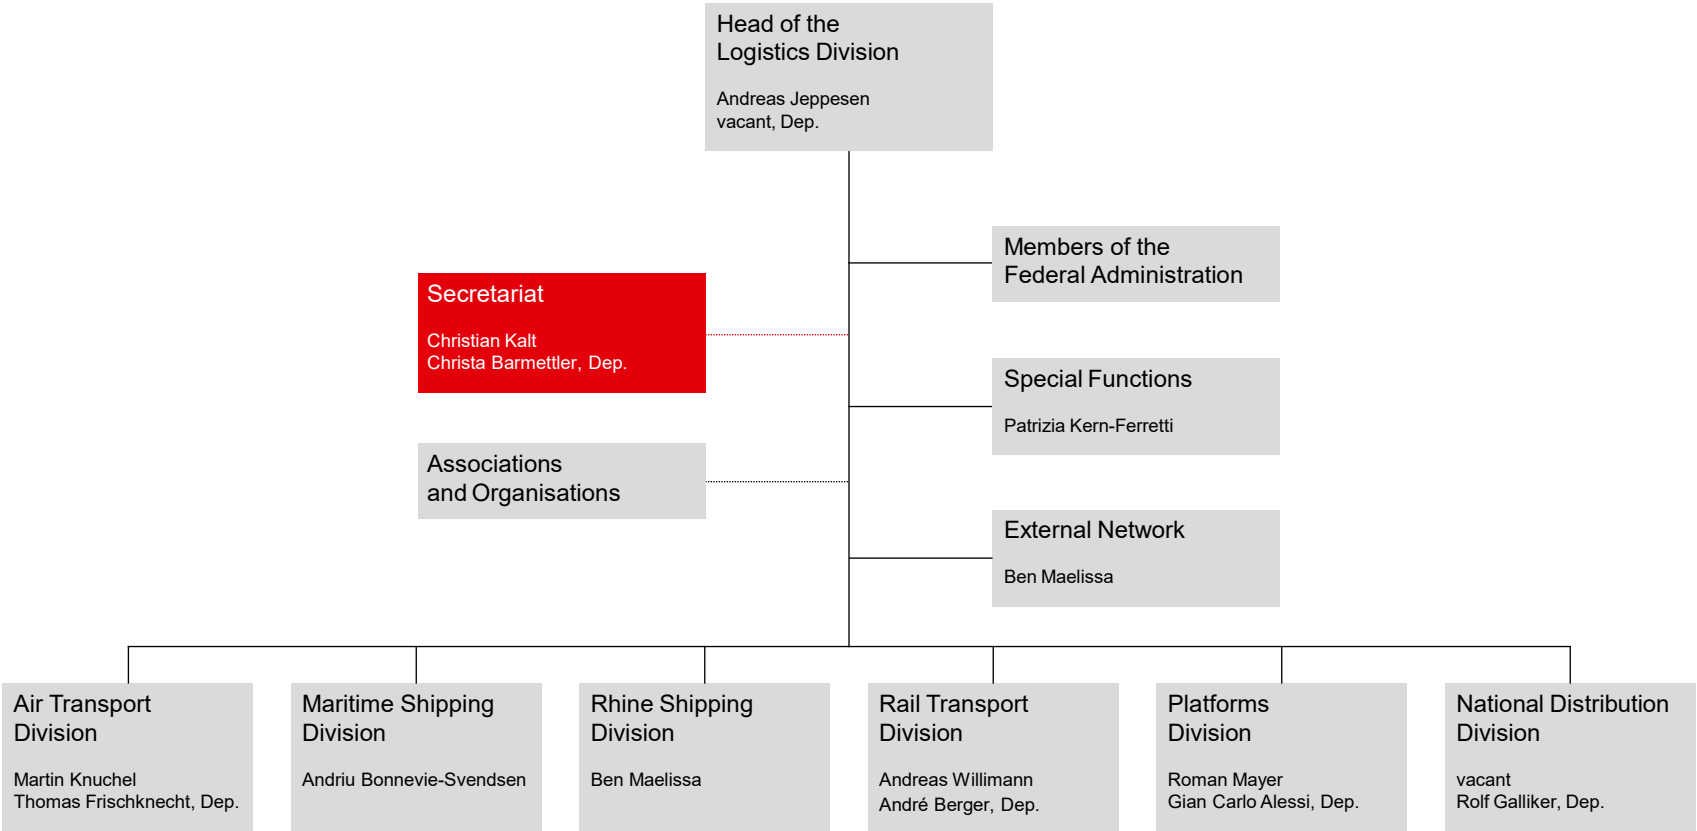 Head of the
Logistics Division
Andreas Jeppesen
vacant, Dep.
Members of the
Federal Administration
Secretariat
Christian Kalt
Christa Barmettler, Dep.
Special Functions
Patrizia Kern-Ferretti
Associations
and Organisations
External Network
Ben Maelissa
Air Transport
Division
Martin Knuchel
Thomas Frischknecht, Dep.
Maritime Shipping
Division
Andriu Bonnevie-Svendsen
Rhine Shipping
Division
Ben Maelissa
Rail Transport
Division
Andreas Willimann
André Berger, Dep.
Platforms
Division
Roman Mayer
Gian Carlo Alessi, Dep.
National Distribution
Division
vacant
Rolf Galliker, Dep.